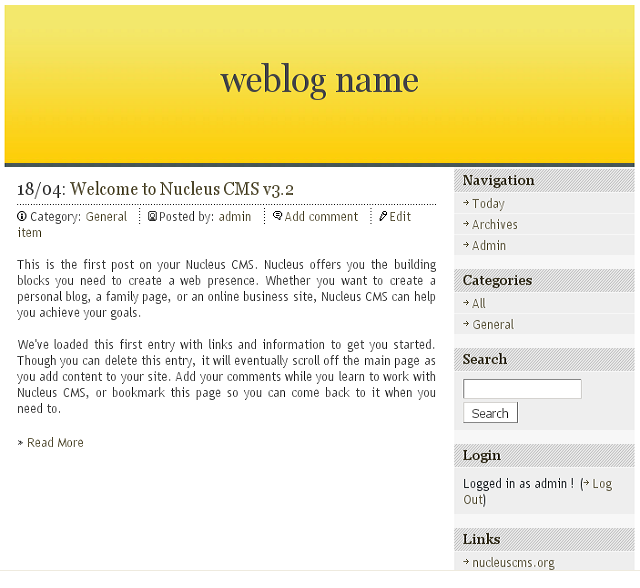 weblog name
18/04: Welcome to Nucleus CMS v3.2
Category: General Posted by: admin Add comment Edit
item
This is the first post on your Nucleus CMS. Nucleus offers you the building
blocks you need to create a web presence. Whether you want to create a
personal blog, a family page, or an online business site, Nucleus CMS can help
you achieve your goals.
We've loaded this first entry with links and information to get you started.
Though you can delete this entry, it will eventually scroll off the main page as
you add content to your site. Add your comments while you learn to work with
Nucleus CMS, or bookmark this page so you can come back to it when you
need to.
» Read More
Navigation
Today
Archives
Admin
Categories
All
General
Search
Search
Login
Logged in as admin ! (Log
Out)
Links
nucleuscms.org